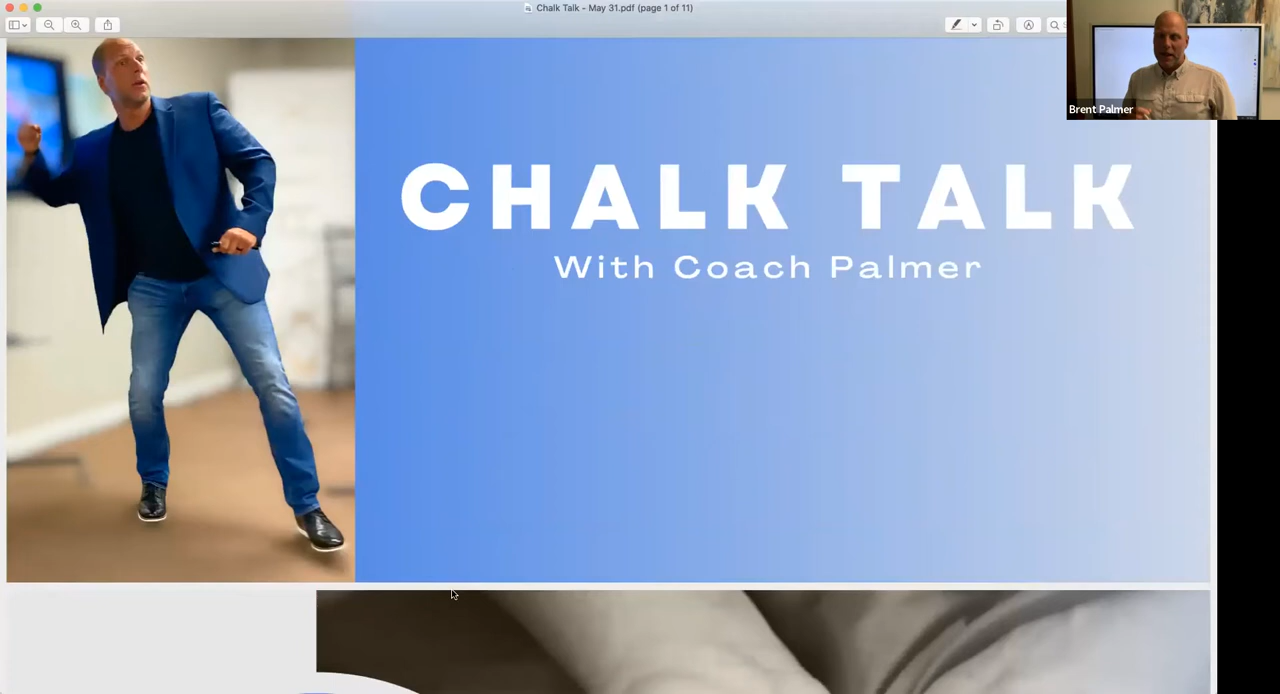 Chalk Talk - May 31.pdf (page 1 of 11)
Brent Palmer
CHALK TALK
With Coach Palmer